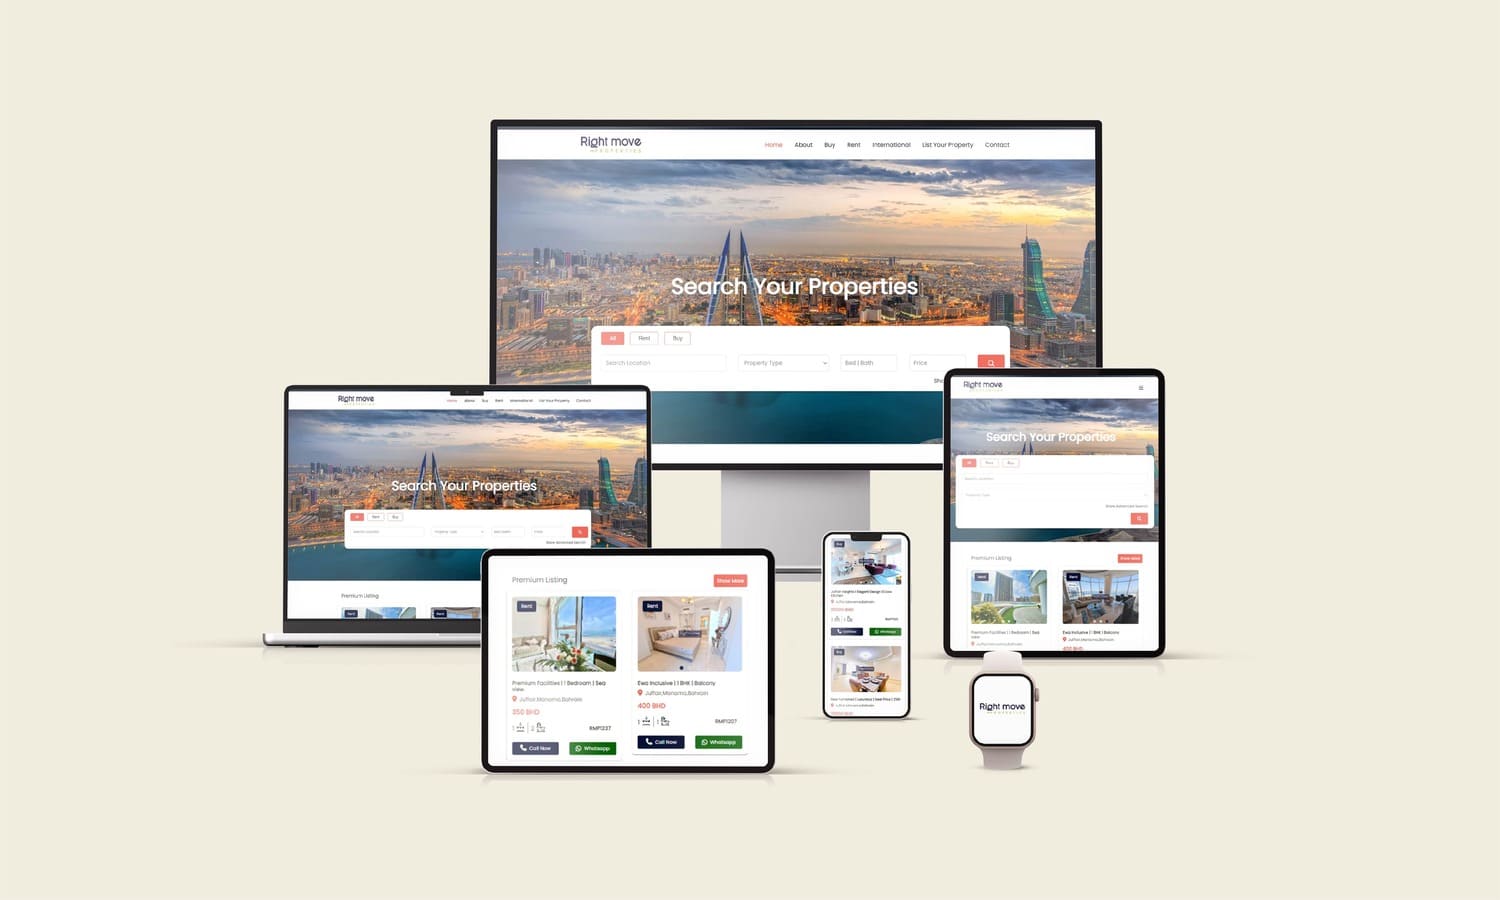 Right move
PROPERTIES
Home About Buy Rent International List Your Property Contact
Search Your Properties
All Rent Buy
Search Location Property Type Bed | Bath Price
Right move
Home About Buy Rent International List Your Property Contact
Search Your Properties
All Rent Buy
Search Location Property Type Bed | Bath Price
Show Advanced Search
Premium Listing
Rent Rent
Right move
Search Your Properties
All Rent Buy
Search Location
Property Type
Show Advanced Search
Premium Listing Show More
Rent Rent
Premium Facilities | 1 Bedroom | Sea
view
Juffair,Manama,Bahrain
Ewa Inclusive | 1 BHK | Balcony
Juffair,Manama,Bahrain
400 BHD
Premium Listing Show More
Rent
Premium Facilities | 1 Bedroom | Sea
view
Juffair,Manama,Bahrain
350 BHD
RMP1237
Call Now Whatsapp
Rent
Ewa Inclusive | 1 BHK | Balcony
Juffair,Manama,Bahrain
400 BHD
1 1 RMP1207
Call Now Whatsapp
Buy
Juffair Heights | Elegant Design |Close
Kitchen
Juffair,Manama,Bahrain
Call Now Whatsapp
Buy
Right move
PROPERTIES